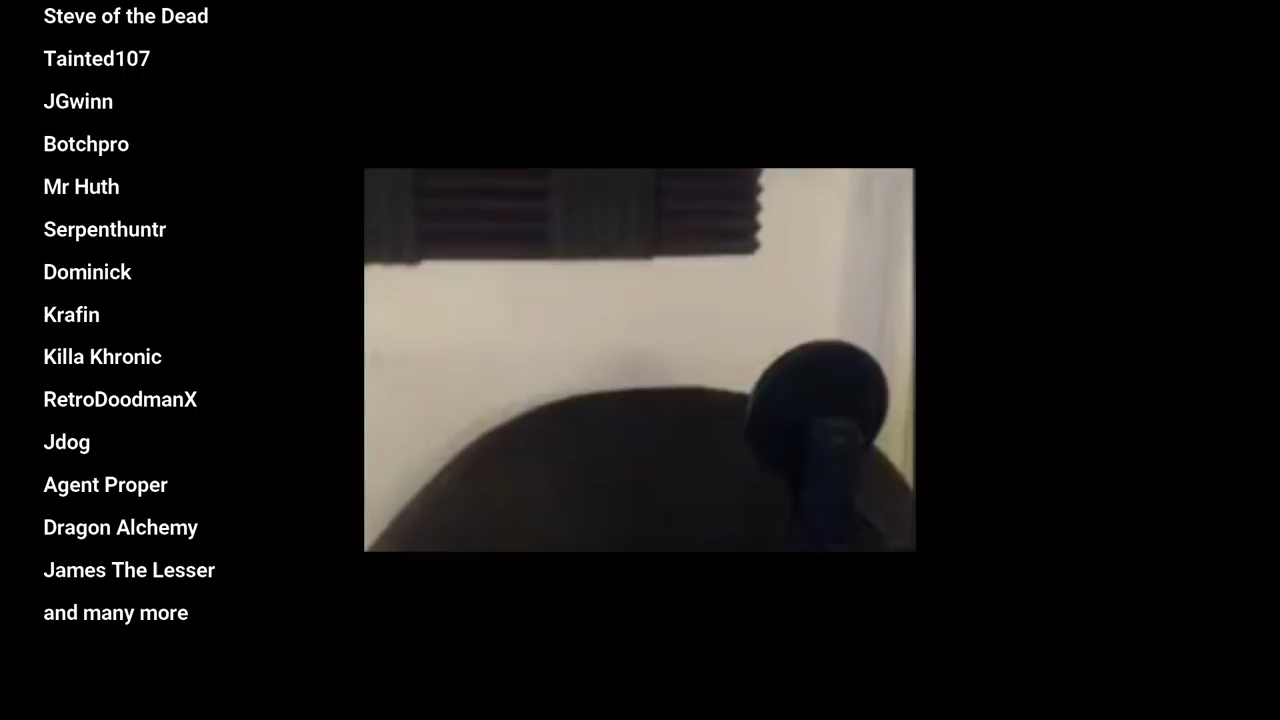 Steve of the Dead
Tainted107
JGwinn
Botchpro
Mr Huth
Serpenthuntr
Dominick
Krafin
Killa Khronic
RetroDoodmanX
Jdog
Agent Proper
Dragon Alchemy
James The Lesser
and many more